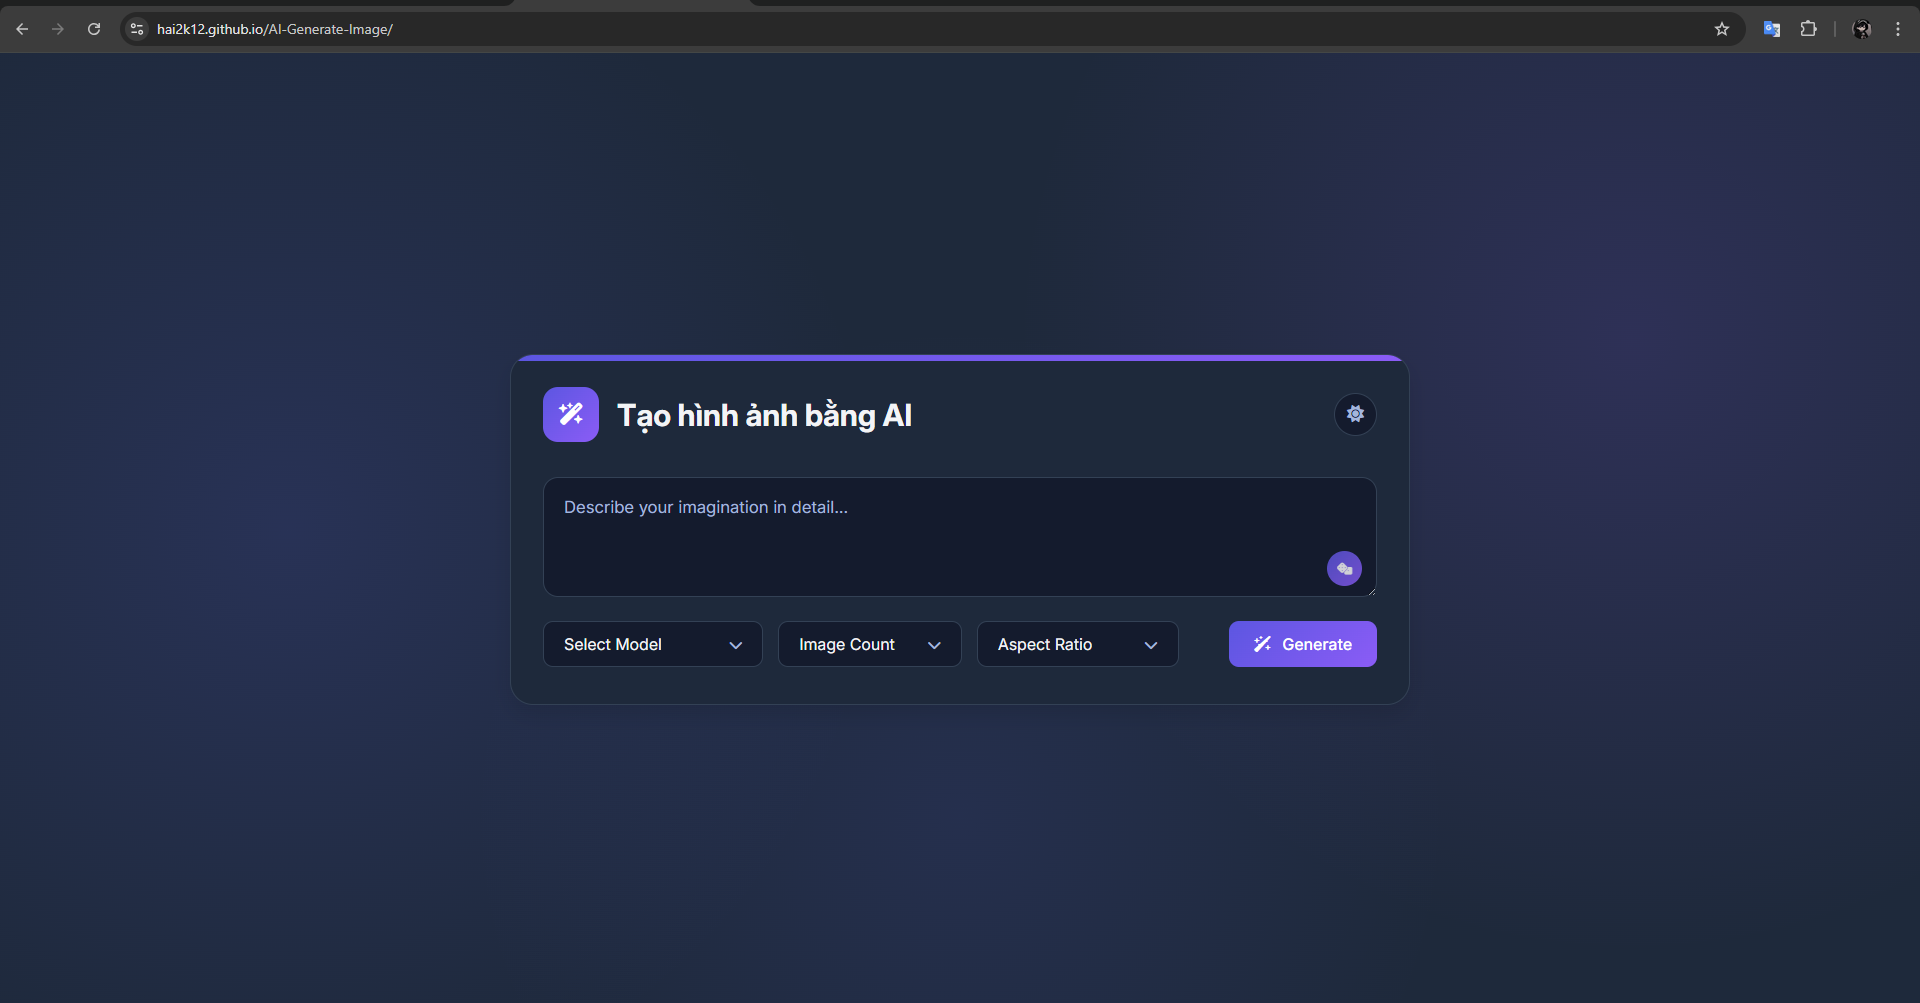 hai2k12.github.io/AI-Generate-Image/
Tạo hình ảnh bằng AI
Describe your imagination in detail...
Select Model
Image Count
Aspect Ratio
Generate